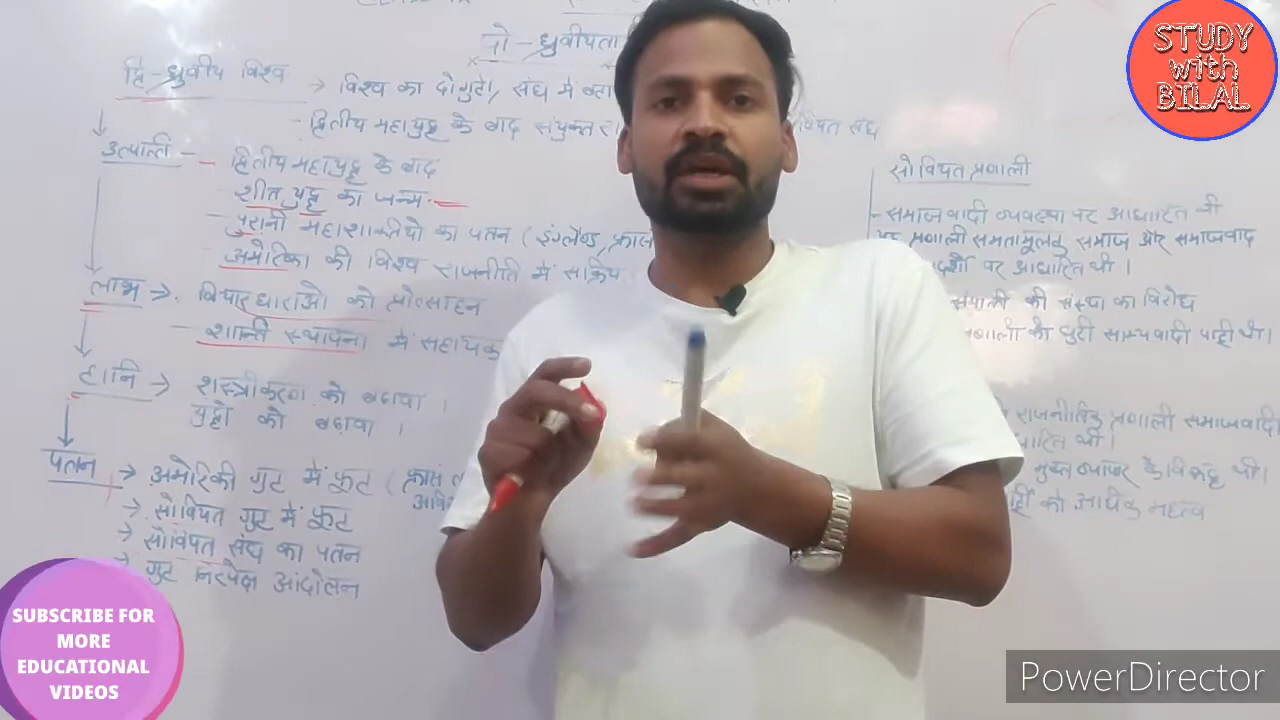 दो - ध्रुवीयता
द्वि-ध्रुवीय विश्व → विश्व का दो गुटों, संघ में बटा
- द्वितीय महायुद्ध के बाद संयुक्त रा
संघ
उत्पत्ति - - द्वितीय महायुद्ध के बाद
शीत युद्ध का जन्म
- पुरानी महाशक्तियों का पतन (इंग्लैण्ड, फ्रांस
- अमेरिका की विश्व राजनीति में सक्रिय
लाभ → विचारधाराओं को प्रोत्साहन
- शान्ती स्थापना में सहायक
हानि → शस्त्रीकरण को बढ़ावा ।
युद्धों को बढ़ावा ।
पतन → अमेरिकी गुट में फूट (फ्रांस
→ सोवियत गुट में फूट
→ सोवियत संघ का पतन
→ गुट निरपेक्ष आंदोलन
सोवियत प्रणाली
- समाजवादी व्यवस्था पर आधारित थी
यह प्रणाली समतामूलक समाज और समाजवाद
पर आधारित थी ।
की संस्था का विरोध
की धुरी साम्यवादी पार्टी थी।
राजनीतिक प्रणाली समाजवादी
थी ।
मुक्त व्यापार के विरुद्ध थी।
को आर्थिक महत्व
STUDY
with
BILAL
SUBSCRIBE FOR
MORE
EDUCATIONAL
VIDEOS
PowerDirector